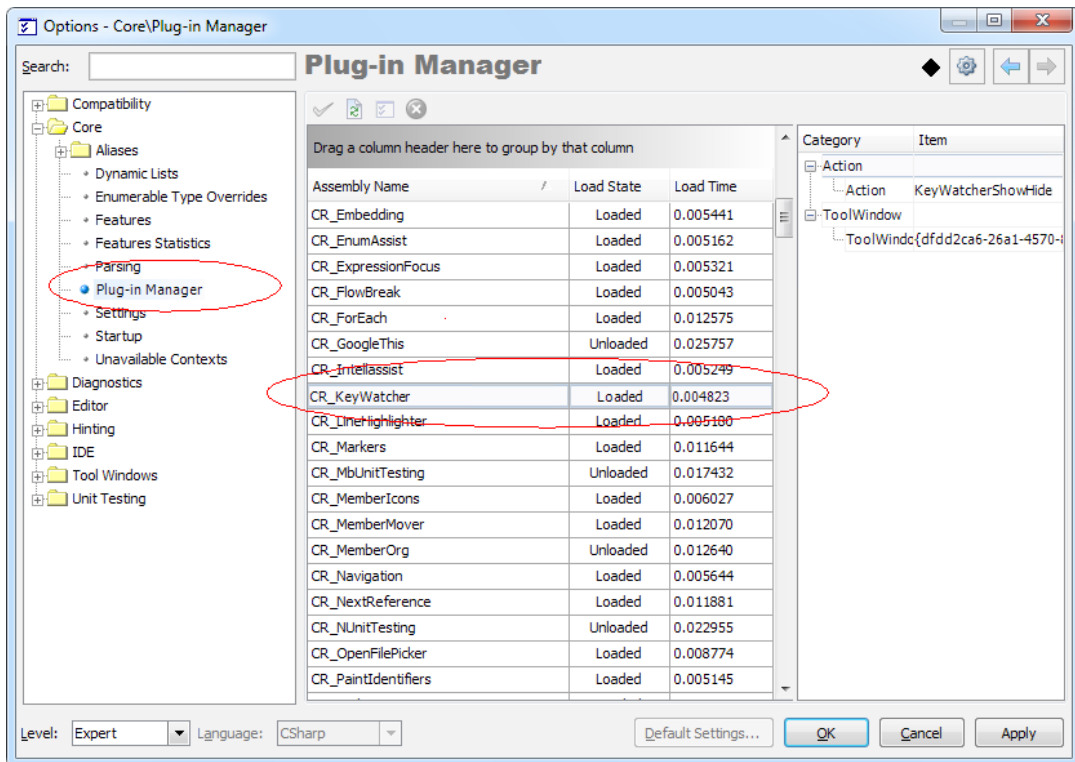 Options - Core\Plug-in Manager
Search:
Plug-in Manager
Compatibility
Core
Aliases
Dynamic Lists
Enumerable Type Overrides
Features
Features Statistics
Parsing
Plug-in Manager
Settings
Startup
Unavailable Contexts
Diagnostics
Editor
Hinting
IDE
Tool Windows
Unit Testing
Drag a column header here to group by that column
Assembly Name Load State Load Time
CR_Embedding Loaded 0.005441
CR_EnumAssist Loaded 0.005162
CR_ExpressionFocus Loaded 0.005321
CR_FlowBreak Loaded 0.005043
CR_ForEach Loaded 0.012575
CR_GoogleThis Unloaded 0.025757
CR_Intellassist Loaded 0.005249
CR_KeyWatcher Loaded 0.004823
CR_LineHighlighter Loaded 0.005180
CR_Markers Loaded 0.011644
CR_MbUnitTesting Unloaded 0.017432
CR_MemberIcons Loaded 0.006027
CR_MemberMover Loaded 0.012070
CR_MemberOrg Unloaded 0.012640
CR_Navigation Loaded 0.005644
CR_NextReference Loaded 0.011881
CR_NUnitTesting Unloaded 0.022955
CR_OpenFilePicker Loaded 0.008774
CR_PaintIdentifiers Loaded 0.005145
Category Item
Action
Action KeyWatcherShowHide
ToolWindow
ToolWindo {dfdd2ca6-26a1-4570-
Level: Expert Language: CSharp Default Settings... OK Cancel Apply